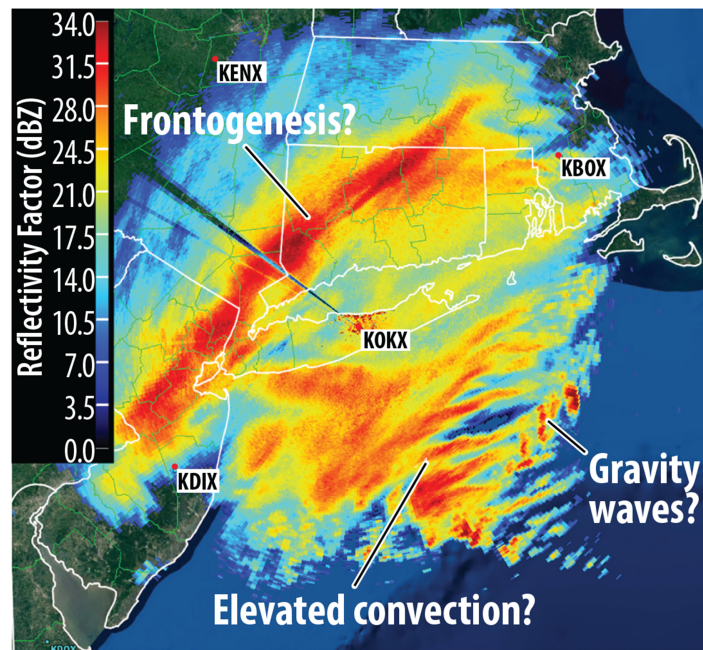 34.0
31.5
28.0
24.5
21.0
17.5
14.0
10.5
7.0
3.5
0.0
Reflectivity Factor (dBZ)
KENX
Frontogenesis?
KBOX
KOKX
KDIX
Gravity
waves?
Elevated convection?
KDOX